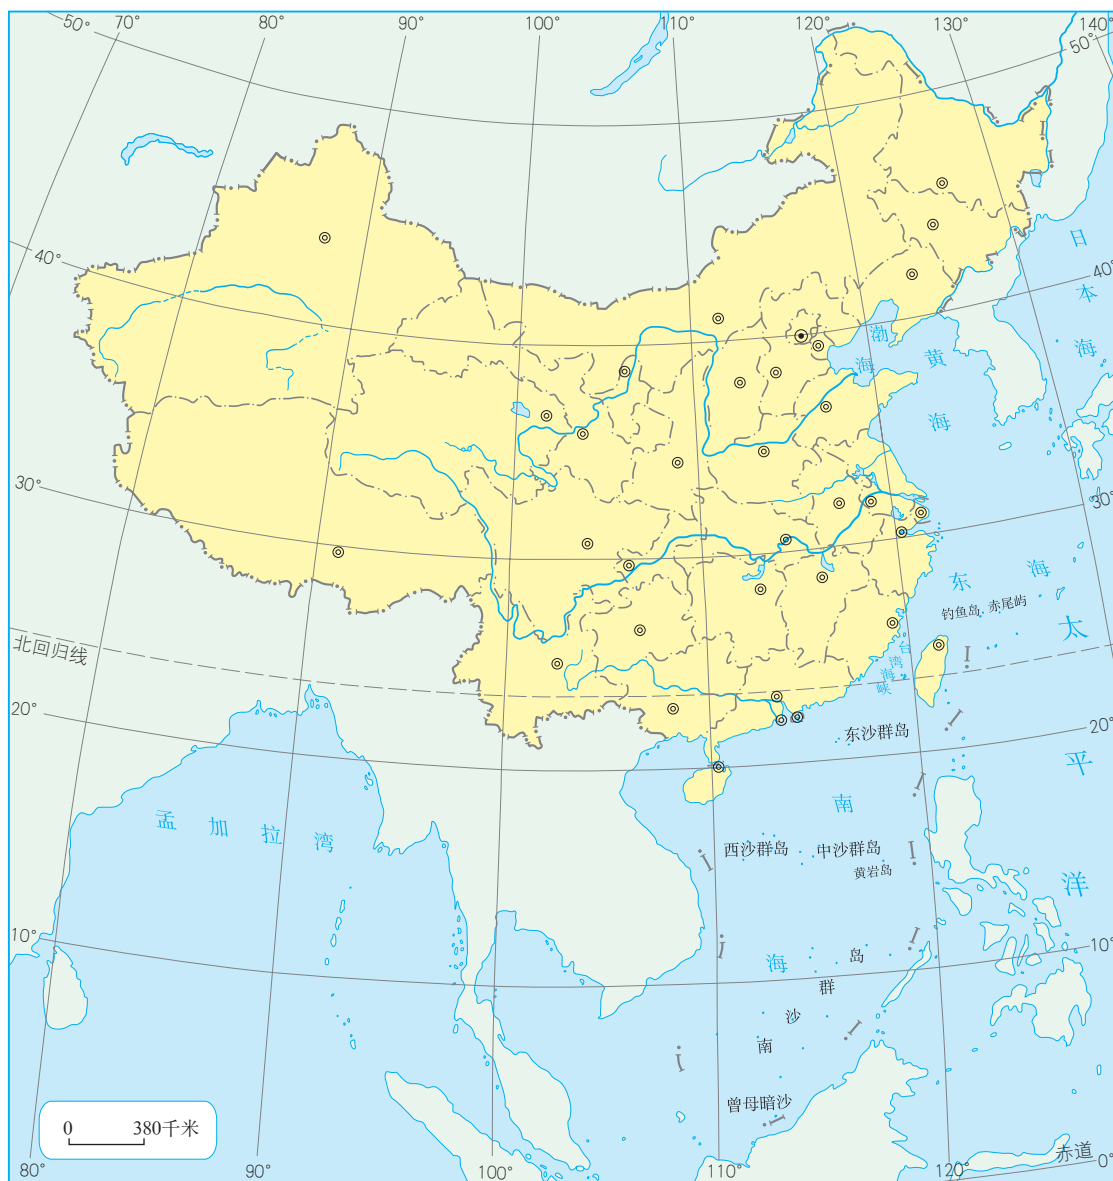 50°
70°
80°
90°
100°
110°
120°
130°
140°
50°
40°
日本海
40°
渤海
黄海
30°
30°
东海
钓鱼岛
赤尾屿
太平洋
北回归线
台湾海峡
20°
东沙群岛
20°
南海
孟加拉湾
西沙群岛
中沙群岛
黄岩岛
10°
10°
南沙群岛
曾母暗沙
0
380千米
赤道
80°
90°
100°
110°
120°
0°